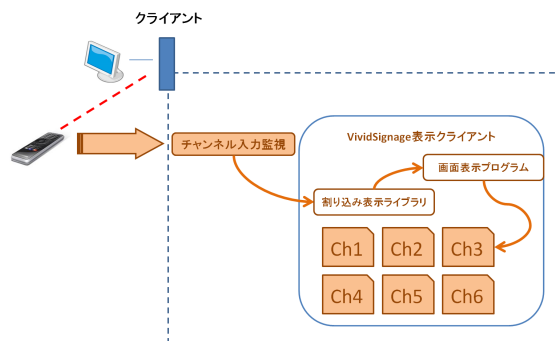 クライアント
VividSignage表示クライアント
チャンネル入力監視
画面表示プログラム
割り込み表示ライブラリ
Ch1
Ch2
Ch3
Ch4
Ch5
Ch6